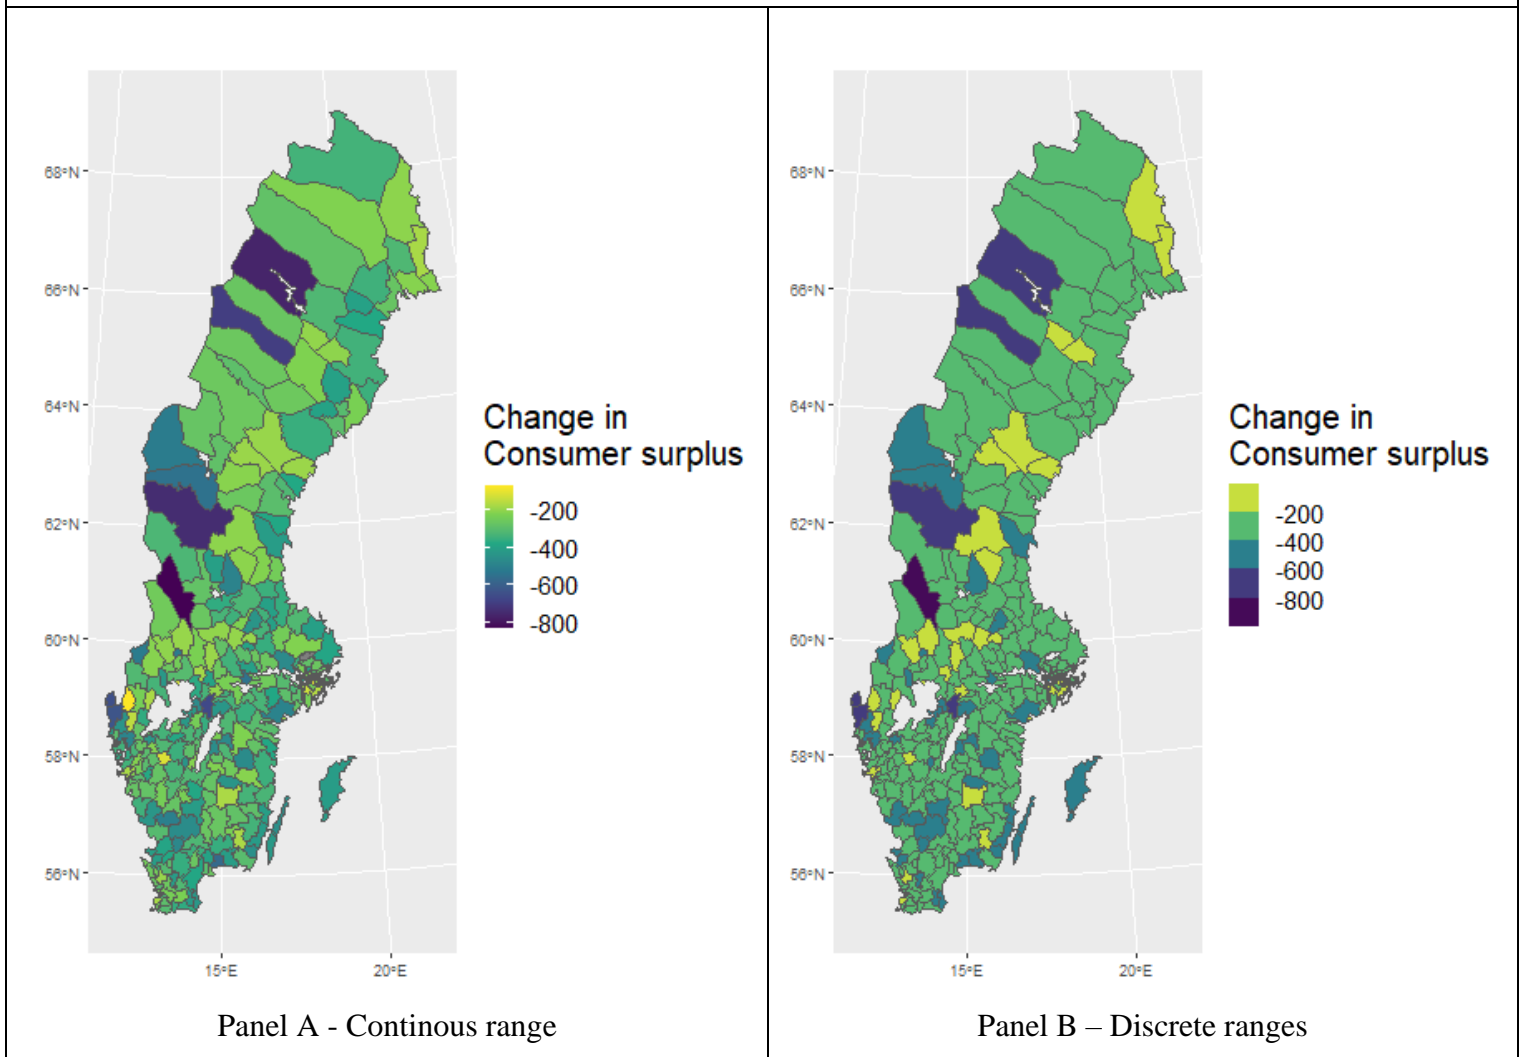 68°N
66°N
64°N
62°N
60°N
58°N
56°N
15°E
20°E
Change in
Consumer surplus
-200
-400
-600
-800
Panel A - Continous range
68°N
66°N
64°N
62°N
60°N
58°N
56°N
15°E
20°E
Change in
Consumer surplus
-200
-400
-600
-800
Panel B – Discrete ranges